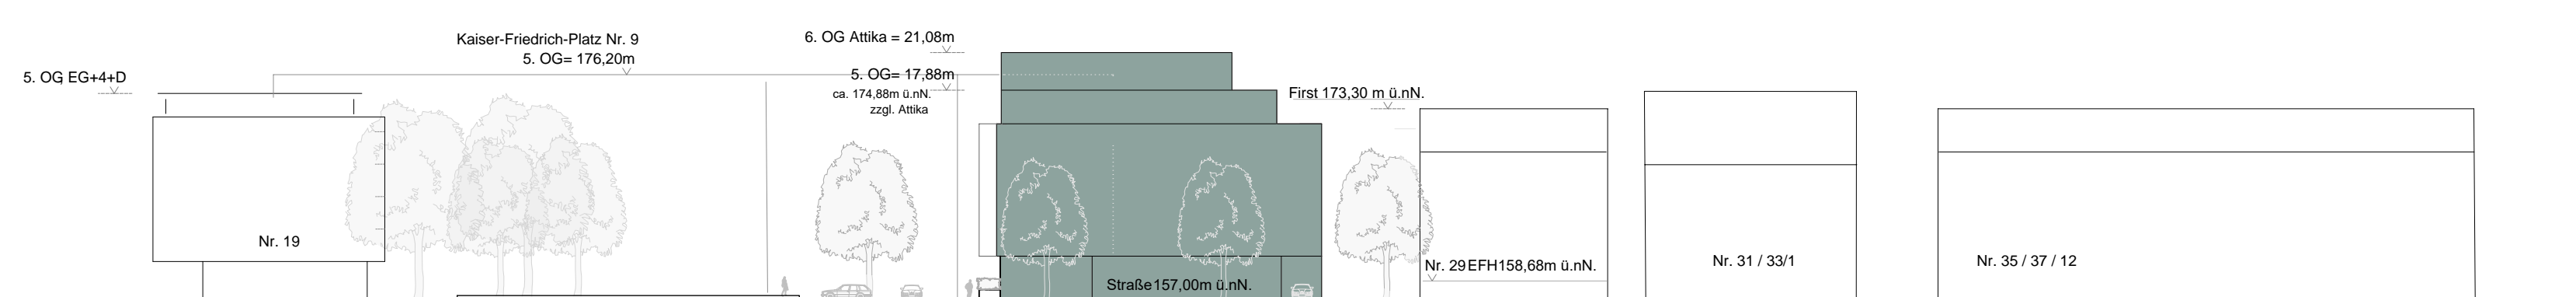 5. OG EG+4+D
Kaiser-Friedrich-Platz Nr. 9
5. OG= 176,20m
6. OG Attika = 21,08m
5. OG= 17,88m
ca. 174,88m ü.nN.
zzgl. Attika
First 173,30 m ü.nN.
Nr. 19
Straße157,00m ü.nN.
Nr. 29EFH158,68m ü.nN.
Nr. 31 / 33/1
Nr. 35 / 37 / 12